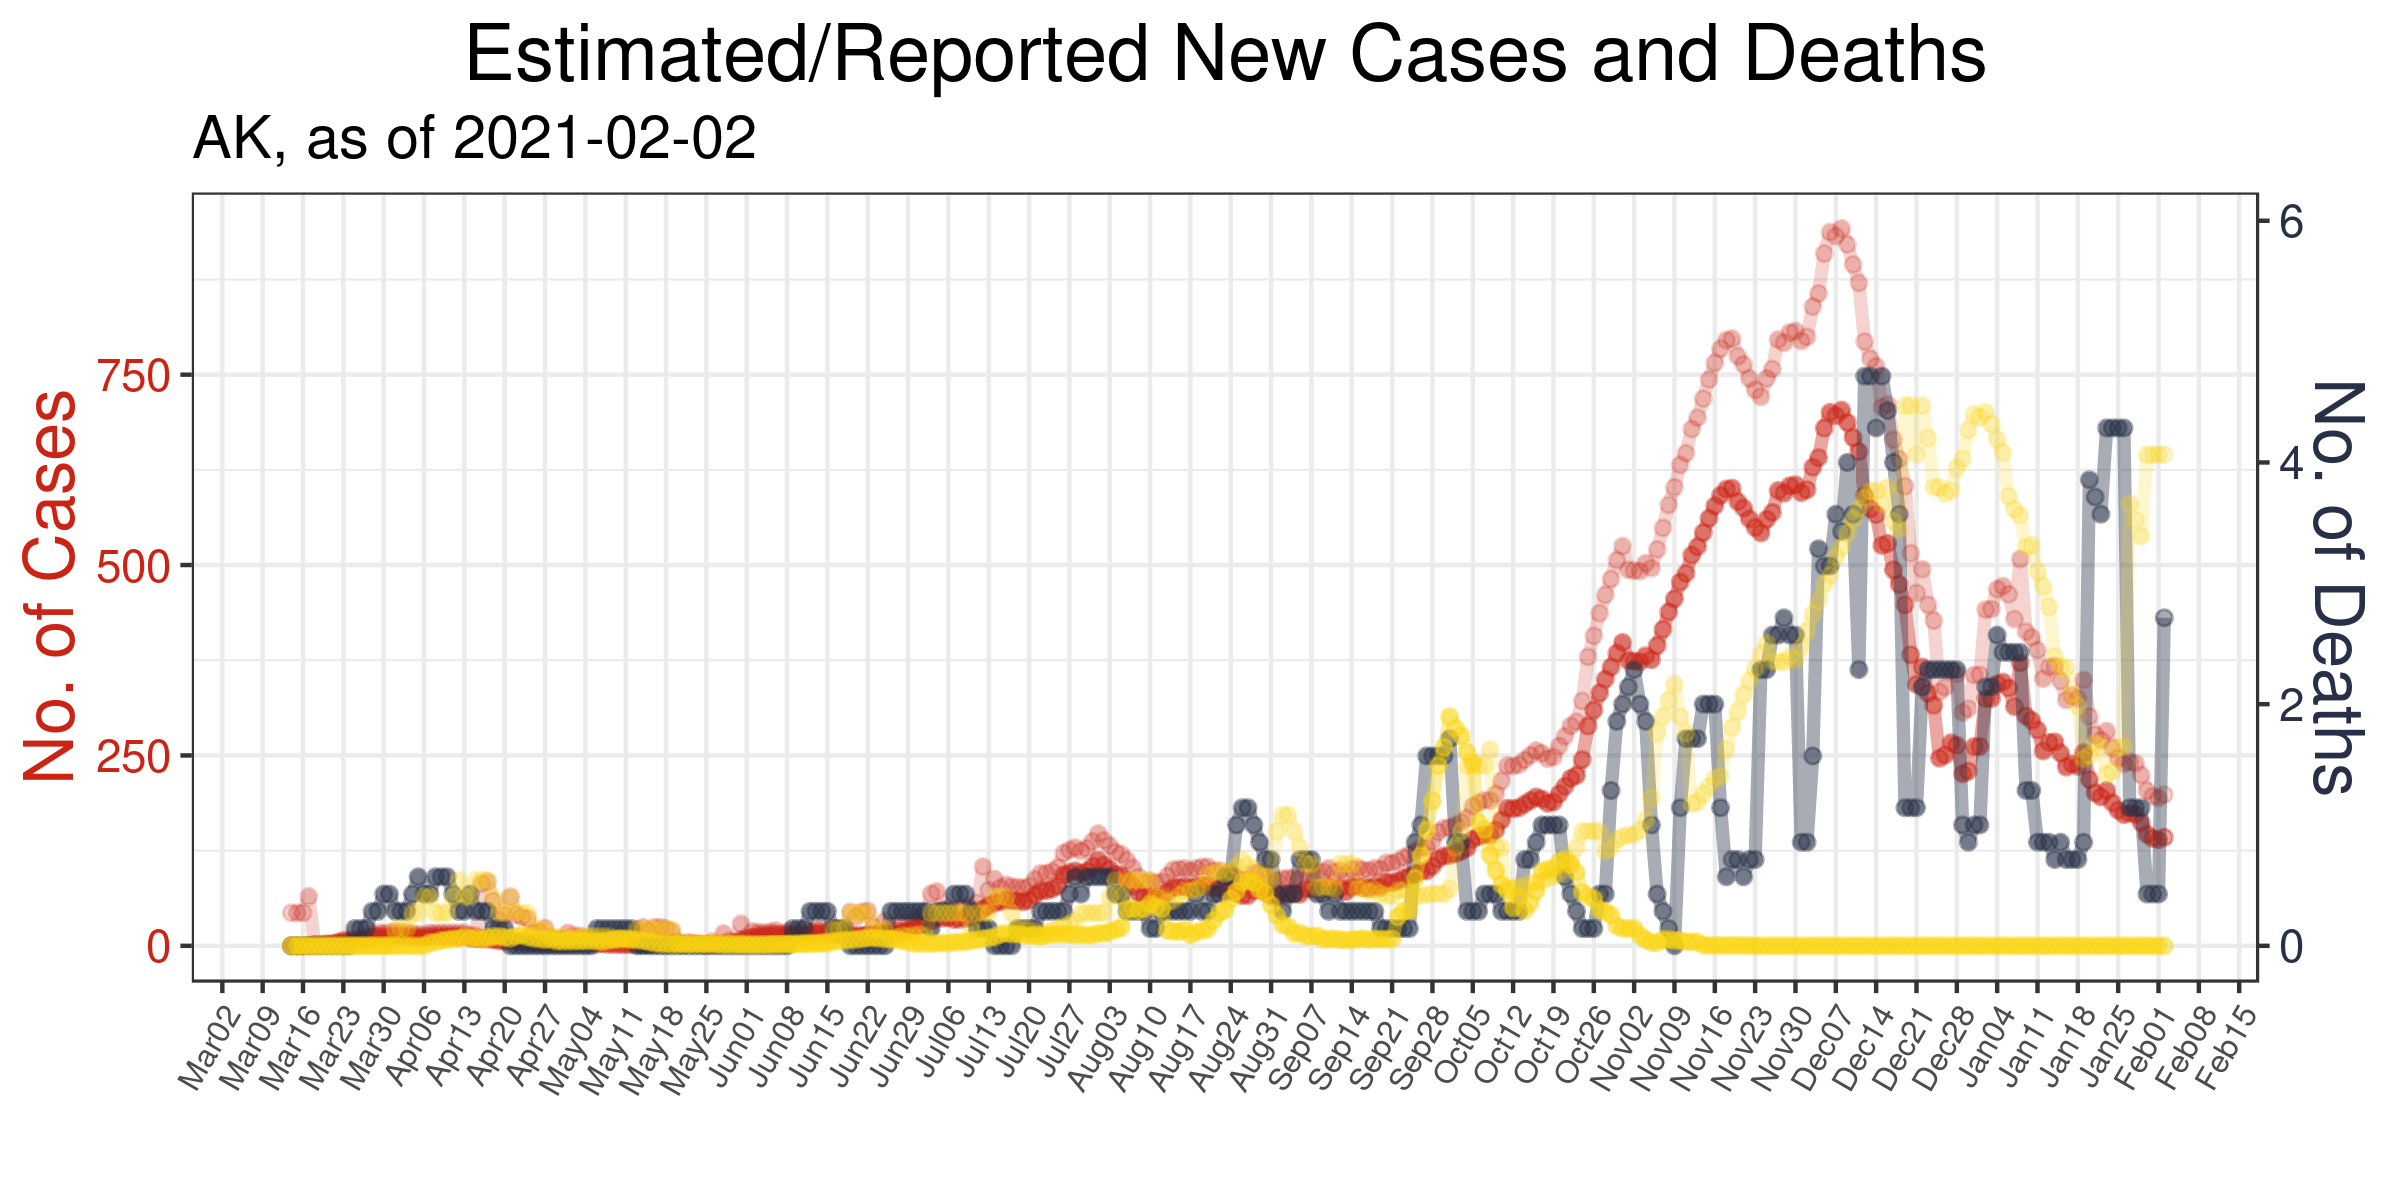 Estimated/Reported New Cases and Deaths
AK, as of 2021-02-02
No. of Cases
750
500
250
0
No. of Deaths
6
4
2
0
Mar02
Mar09
Mar16
Mar23
Mar30
Apr06
Apr13
Apr20
Apr27
May04
May11
May18
May25
Jun01
Jun08
Jun15
Jun22
Jun29
Jul06
Jul13
Jul20
Jul27
Aug03
Aug10
Aug17
Aug24
Aug31
Sep07
Sep14
Sep21
Sep28
Oct05
Oct12
Oct19
Oct26
Nov02
Nov09
Nov16
Nov23
Nov30
Dec07
Dec14
Dec21
Dec28
Jan04
Jan11
Jan18
Jan25
Feb01
Feb08
Feb15